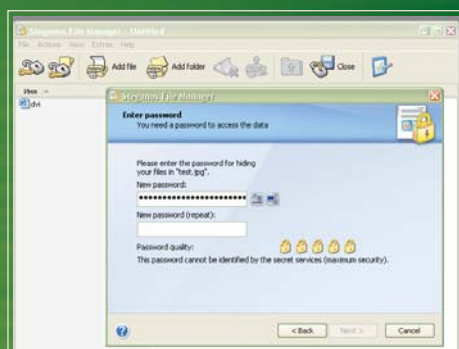 Steganos File Manager - Untitled
File Actions View Extras Help
Add file
Add folder
Close
Inbox
dvi
Steganos File Manager
Enter password
You need a password to access the data
Please enter the password for hiding
your files in "test.jpg".
New password:
New password (repeat):
Password quality:
This password cannot be identified by the secret services (maximum security).
< Back
Next >
Cancel